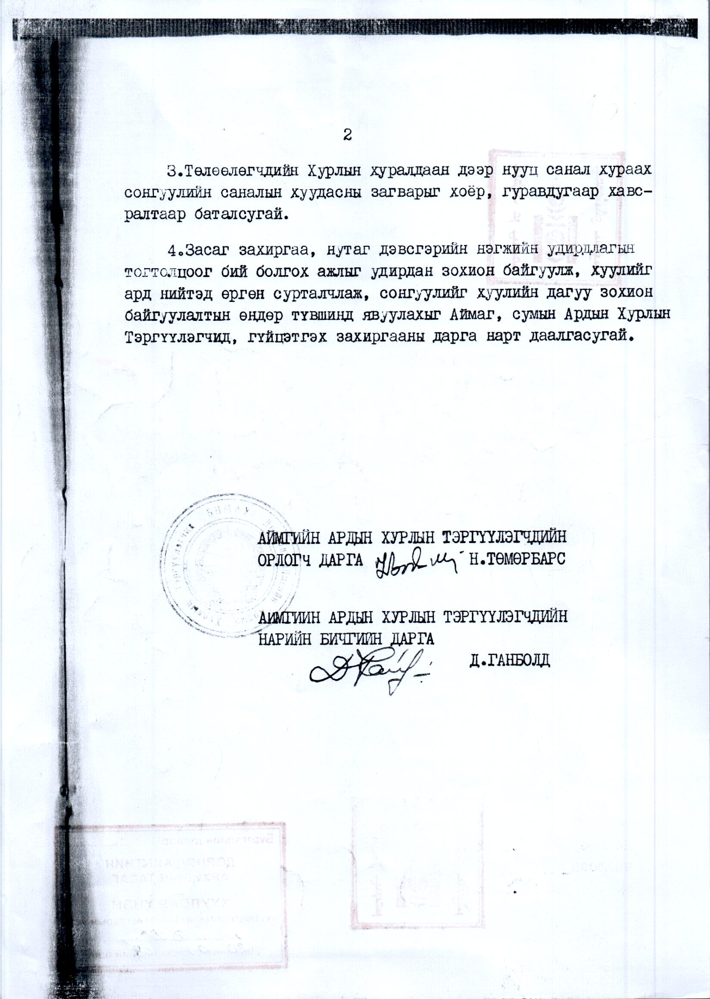 2
3.Төлөөлөгчдийн Хурлын хуралдаан дээр нууц санал хураах
сонгуулийн саналын хуудасны загварыг хоёр, гуравдугаар хавс-
ралтаар баталсугай.
4.Засаг захиргаа, нутаг дэвсгэрийн нэгжийн удирдлагын
тогтолцоог бий болгох ажлыг удирдан зохион байгуулж, хуулийг
ард нийтэд өргөн сурталчлаж, сонгуулийг хуулийн дагуу зохион
байгуулалтын өндөр түвшинд явуулахыг Аймаг, сумын Ардын Хурлын
Тэргүүлэгчид, гүйцэтгэх захиргааны дарга нарт даалгасугай.
АЙМГИЙН АРДЫН ХУРЛЫН ТЭРГҮҮЛЭГЧДИЙН
ОРЛОГЧ ДАРГА Н.ТӨМӨРБАРС
АИМГИИН АРДЫН ХУРЛЫН ТЭРГҮҮЛЭГЧДИЙН
НАРИЙН БИЧГИЙН ДАРГА
Д.ГАНБОЛД